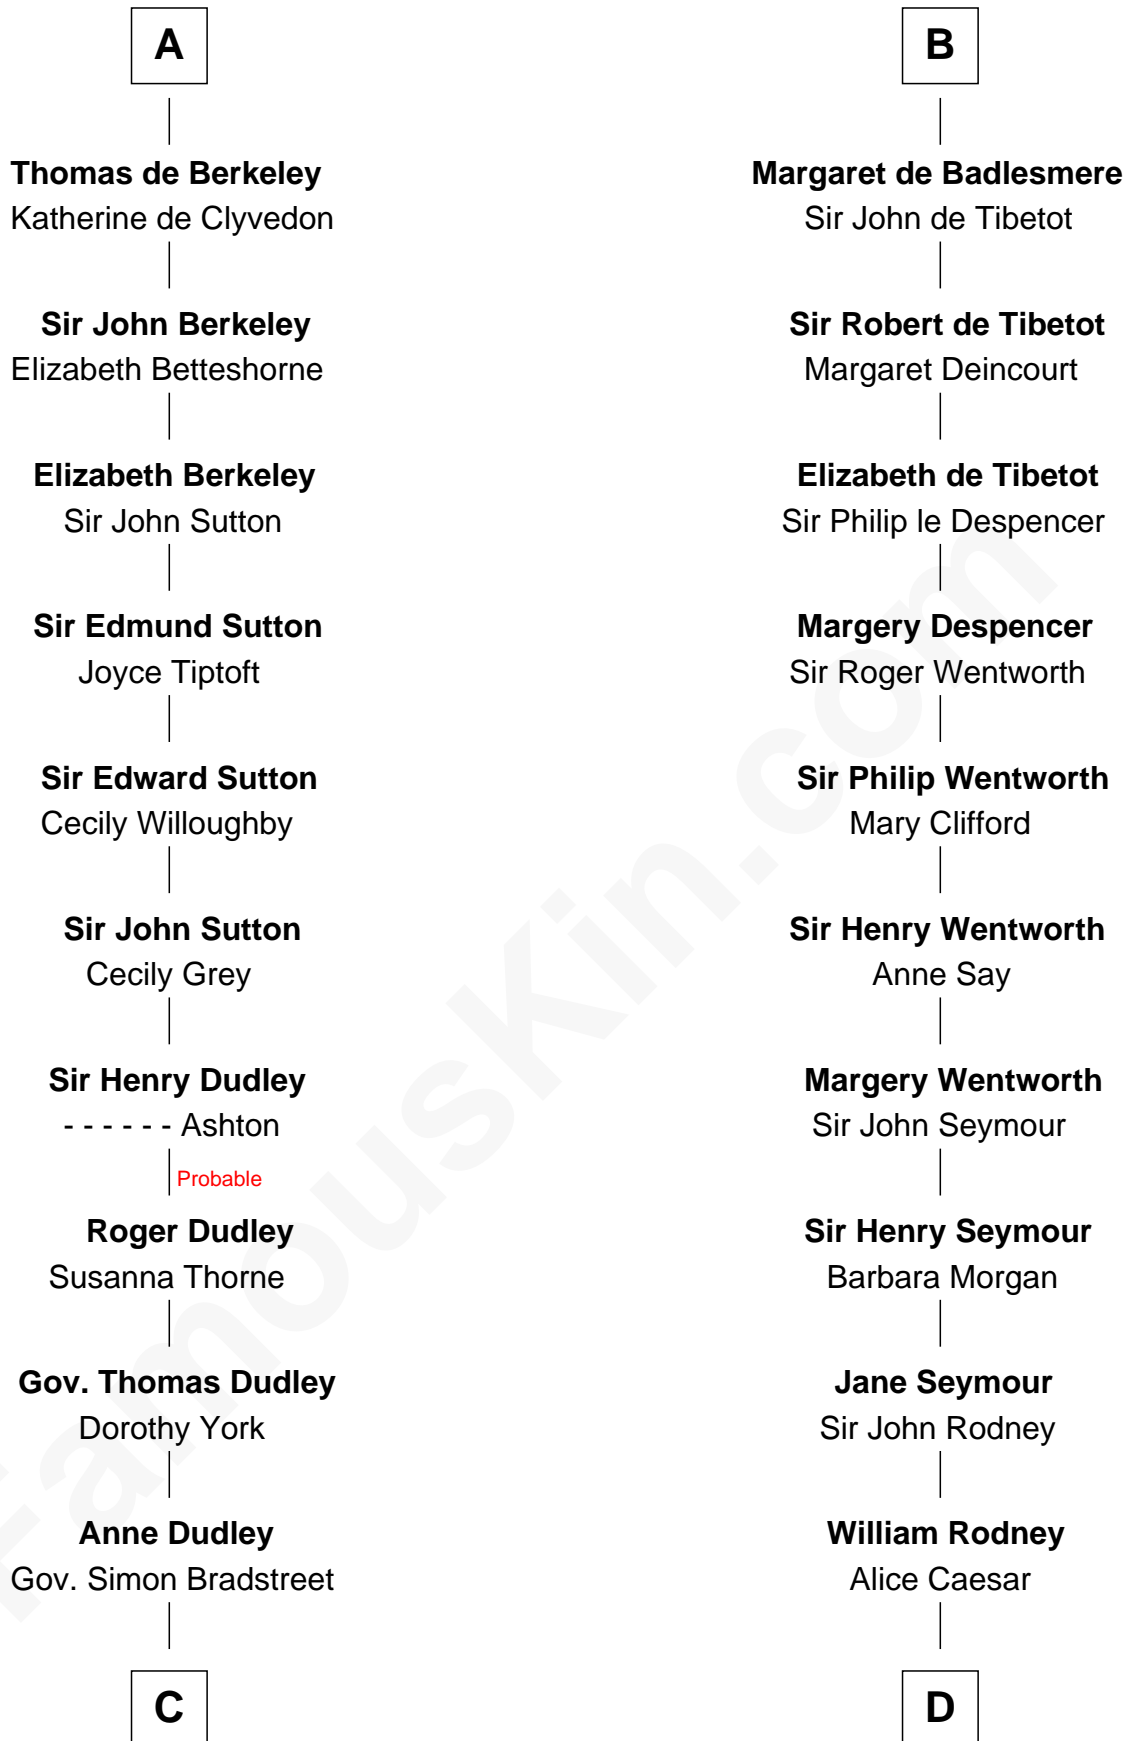 A
Thomas de Berkeley
Katherine de Clyvedon
Sir John Berkeley
Elizabeth Betteshorne
Elizabeth Berkeley
Sir John Sutton
Sir Edmund Sutton
Joyce Tiptoft
Sir Edward Sutton
Cecily Willoughby
Sir John Sutton
Cecily Grey
Sir Henry Dudley
- - - - - - Ashton
Probable
Roger Dudley
Susanna Thorne
Gov. Thomas Dudley
Dorothy York
Anne Dudley
Gov. Simon Bradstreet
C
B
Margaret de Badlesmere
Sir John de Tibetot
Sir Robert de Tibetot
Margaret Deincourt
Elizabeth de Tibetot
Sir Philip le Despencer
Margery Despencer
Sir Roger Wentworth
Sir Philip Wentworth
Mary Clifford
Sir Henry Wentworth
Anne Say
Margery Wentworth
Sir John Seymour
Sir Henry Seymour
Barbara Morgan
Jane Seymour
Sir John Rodney
William Rodney
Alice Caesar
D
FamousKin.com